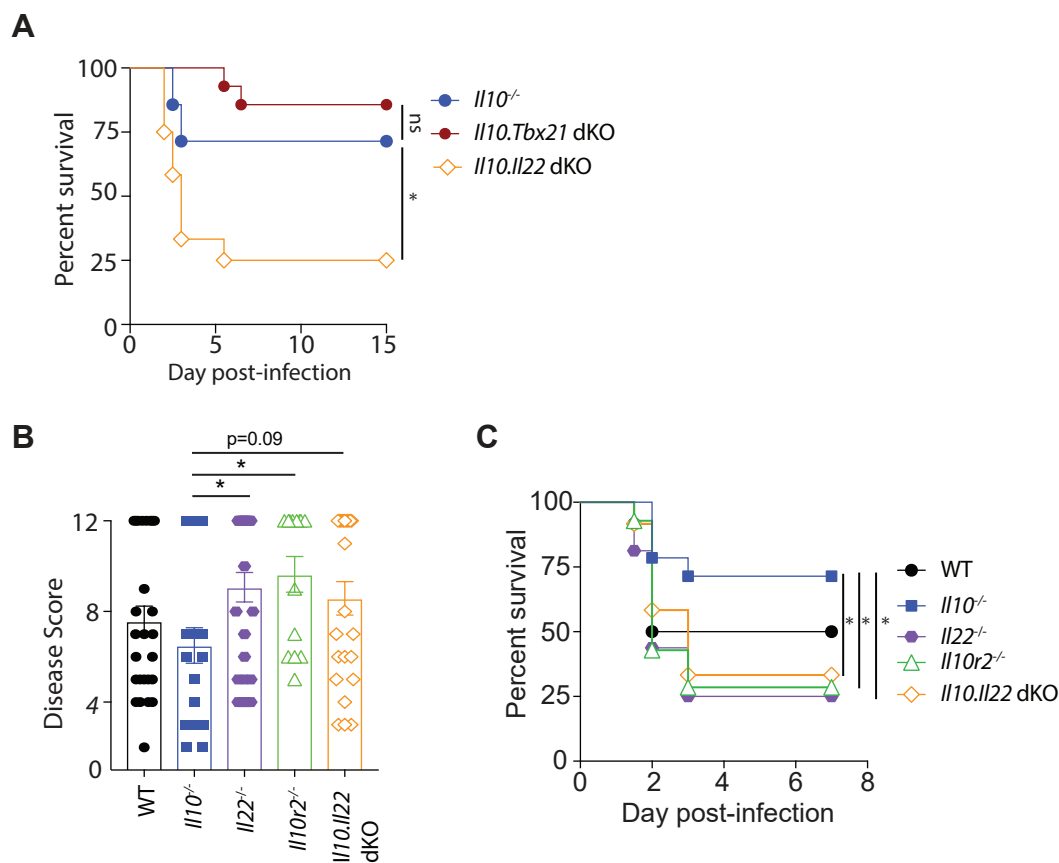 A
100
75
50
25
0
0 5 10 15
Percent survival
Day post-infection
Il10-/-
Il10.Tbx21 dKO
Il10.Il22 dKO
ns
*
B
p=0.09
*
*
12
8
4
0
Disease Score
WT
Il10-/-
Il22-/-
Il10r2-/-
Il10.Il22
dKO
C
100
75
50
25
0
0 2 4 6 8
Percent survival
Day post-infection
* * *
WT
Il10-/-
Il22-/-
Il10r2-/-
Il10.Il22 dKO